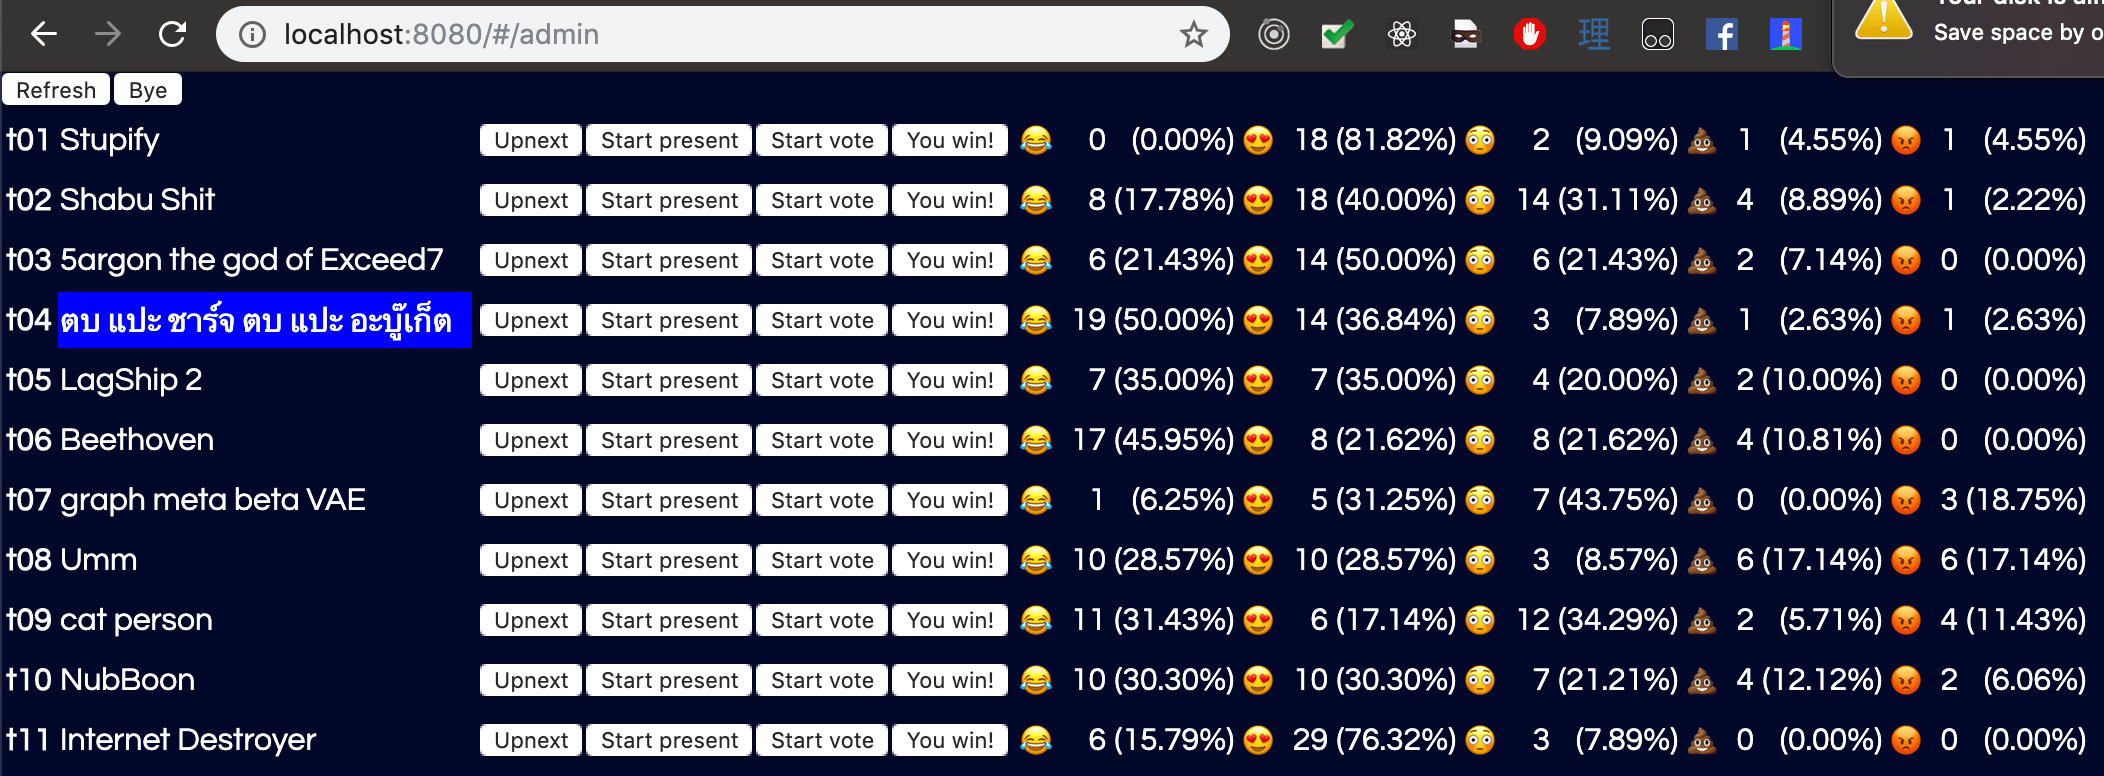 localhost:8080/#/admin
Save space by o
Refresh Bye
t01 Stupify Upnext Start present Start vote You win! 😂 0 (0.00%) 😍 18 (81.82%) 😳 2 (9.09%) 💩 1 (4.55%) 😡 1 (4.55%)
t02 Shabu Shit Upnext Start present Start vote You win! 😂 8 (17.78%) 😍 18 (40.00%) 😳 14 (31.11%) 💩 4 (8.89%) 😡 1 (2.22%)
t03 5argon the god of Exceed7 Upnext Start present Start vote You win! 😂 6 (21.43%) 😍 14 (50.00%) 😳 6 (21.43%) 💩 2 (7.14%) 😡 0 (0.00%)
t04 ตบ แปะ ชาร์จ ตบ แปะ อะบู๊เก็ต Upnext Start present Start vote You win! 😂 19 (50.00%) 😍 14 (36.84%) 😳 3 (7.89%) 💩 1 (2.63%) 😡 1 (2.63%)
t05 LagShip 2 Upnext Start present Start vote You win! 😂 7 (35.00%) 😍 7 (35.00%) 😳 4 (20.00%) 💩 2 (10.00%) 😡 0 (0.00%)
t06 Beethoven Upnext Start present Start vote You win! 😂 17 (45.95%) 😍 8 (21.62%) 😳 8 (21.62%) 💩 4 (10.81%) 😡 0 (0.00%)
t07 graph meta beta VAE Upnext Start present Start vote You win! 😂 1 (6.25%) 😍 5 (31.25%) 😳 7 (43.75%) 💩 0 (0.00%) 😡 3 (18.75%)
t08 Umm Upnext Start present Start vote You win! 😂 10 (28.57%) 😍 10 (28.57%) 😳 3 (8.57%) 💩 6 (17.14%) 😡 6 (17.14%)
t09 cat person Upnext Start present Start vote You win! 😂 11 (31.43%) 😍 6 (17.14%) 😳 12 (34.29%) 💩 2 (5.71%) 😡 4 (11.43%)
t10 NubBoon Upnext Start present Start vote You win! 😂 10 (30.30%) 😍 10 (30.30%) 😳 7 (21.21%) 💩 4 (12.12%) 😡 2 (6.06%)
t11 Internet Destroyer Upnext Start present Start vote You win! 😂 6 (15.79%) 😍 29 (76.32%) 😳 3 (7.89%) 💩 0 (0.00%) 😡 0 (0.00%)